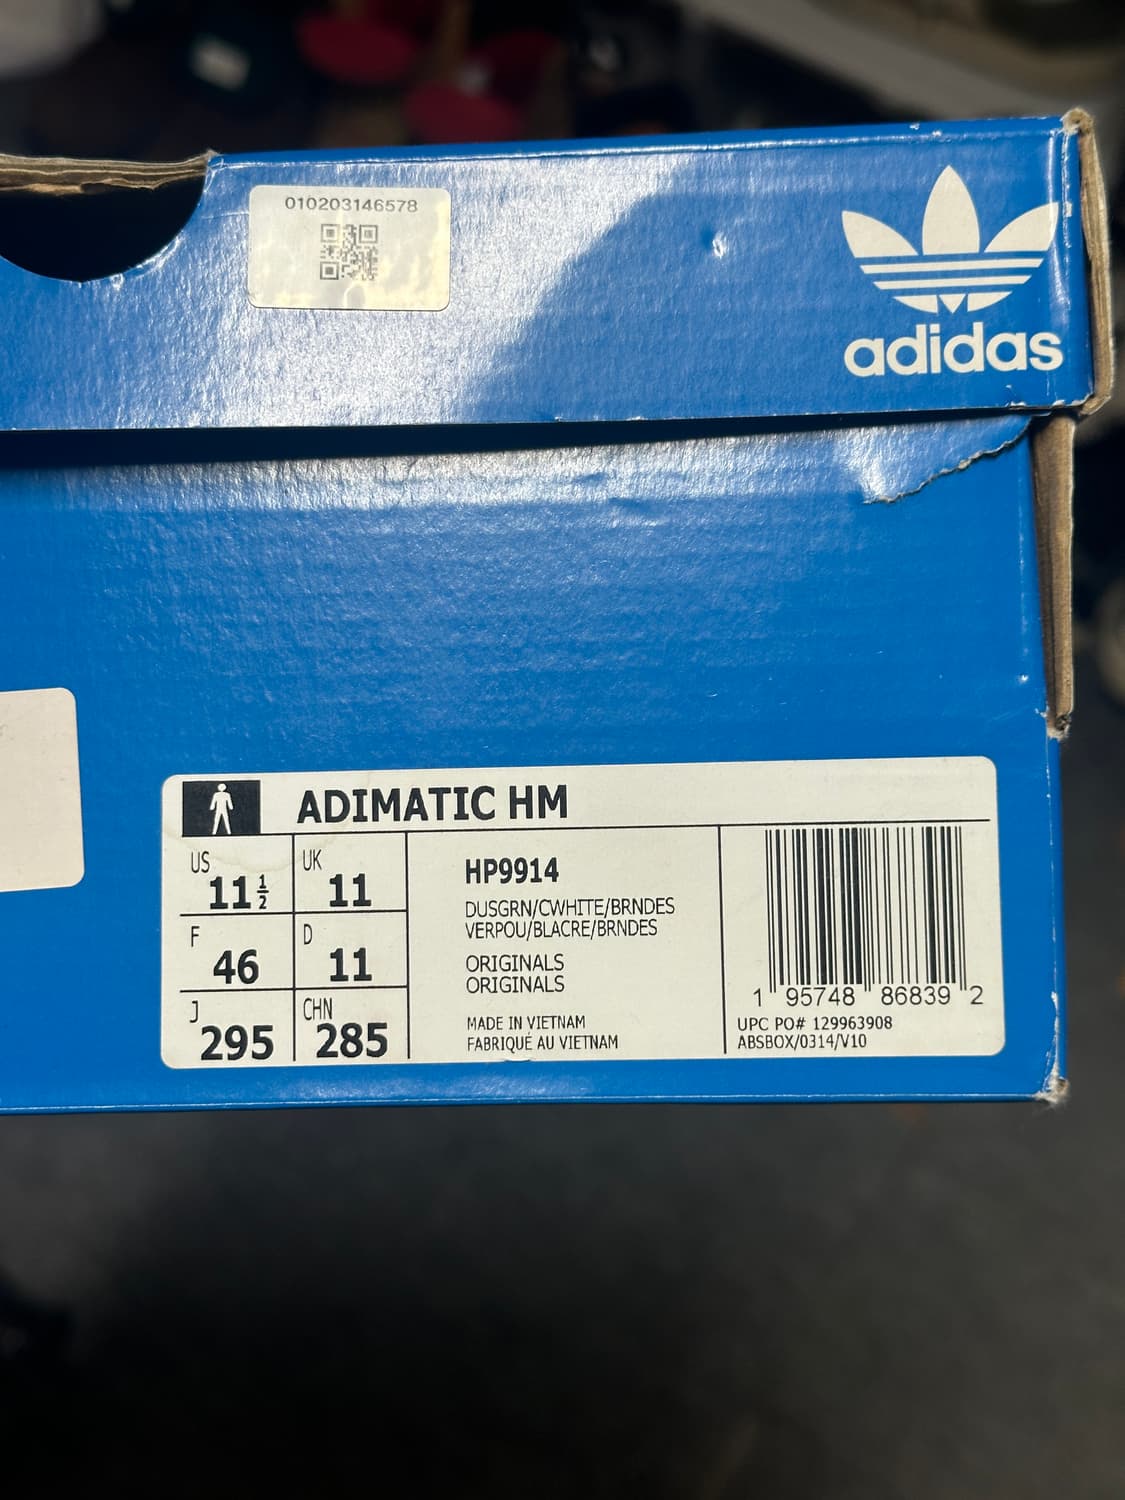 010203146578
adidas
ADIMATIC HM
US 11 1/2
UK 11
F 46
D 11
J 295
CHN 285
HP9914
DUSGRN/CWHITE/BRNDES
VERPOU/BLACRE/BRNDES
ORIGINALS
ORIGINALS
MADE IN VIETNAM
FABRIQUÉ AU VIETNAM
1 95748 86839 2
UPC PO# 129963908
ABSBOX/0314/V10